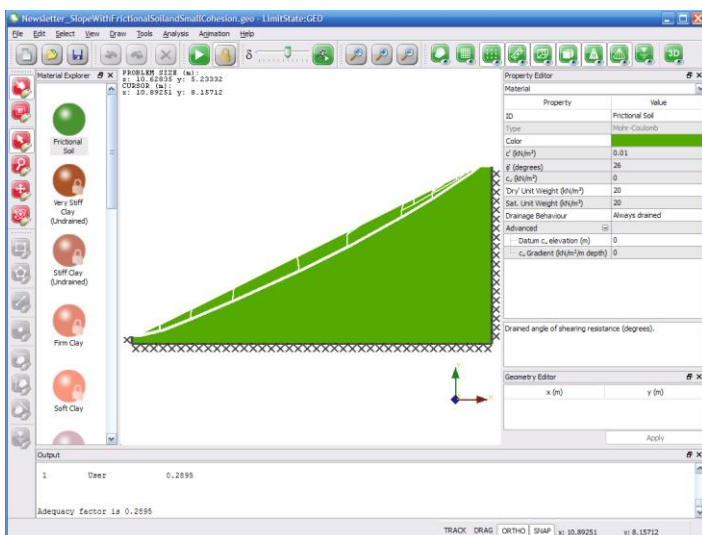 Newsletter_SlopeWithFrictionalSoilandSmallCohesion.geo - LimitState:GEO
File Edit Select View Draw Tools Analysis Animation Help
δ
3D
Material Explorer
PROBLEM SIZE (m):
x: 10.62835 y: 5.23332
CURSOR (m):
x: 10.89251 y: 8.15712
Frictional
Soil
Very Stiff
Clay
(Undrained)
Stiff Clay
(Undrained)
Firm Clay
Soft Clay
Property Editor
Material
Property Value
ID Frictional Soil
Type Mohr-Coulomb
Color
c' (kN/m²) 0.01
(degrees) 26
cᵤ (kN/m²) 0
'Dry' Unit Weight (kN/m³) 20
Sat. Unit Weight (kN/m³) 20
Drainage Behaviour Always drained
Advanced
Datum cᵤ elevation (m) 0
cᵤ Gradient (kN/m²/m depth) 0
Drained angle of shearing resistance (degrees).
Geometry Editor
x (m) y (m)
Apply
Output
1 User 0.2895
Adequacy factor is 0.2895
TRACK DRAG ORTHO SNAP x: 10.89251 y: 8.15712